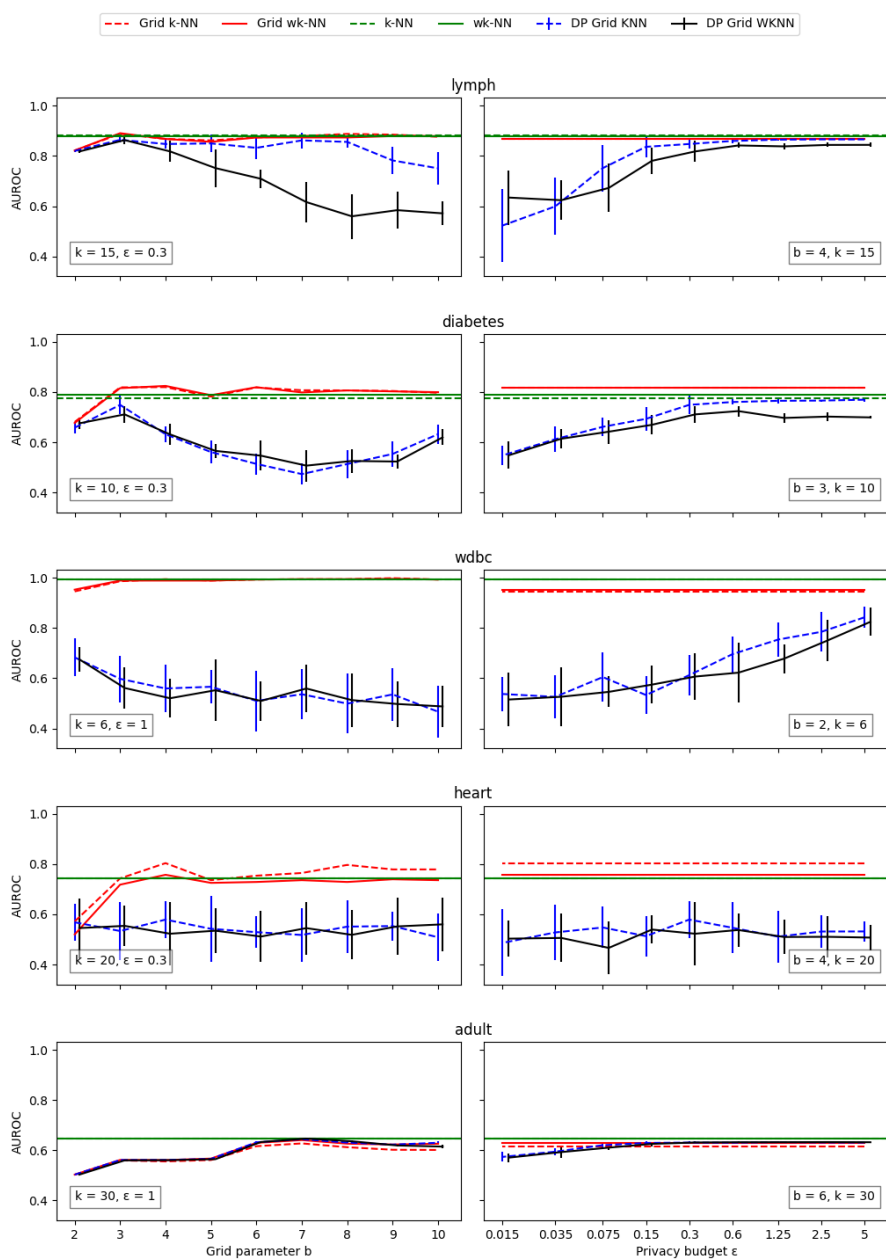 Grid k-NN Grid wk-NN k-NN wk-NN DP Grid KNN DP Grid WKNN
lymph
1.0
0.8
0.6
0.4
AUROC
k = 15, ε = 0.3
b = 4, k = 15
diabetes
1.0
0.8
0.6
0.4
AUROC
k = 10, ε = 0.3
b = 3, k = 10
wdbc
1.0
0.8
0.6
0.4
AUROC
k = 6, ε = 1
b = 2, k = 6
heart
1.0
0.8
0.6
0.4
AUROC
k = 20, ε = 0.3
b = 4, k = 20
adult
1.0
0.8
0.6
0.4
AUROC
k = 30, ε = 1
b = 6, k = 30
2 3 4 5 6 7 8 9 10
0.015 0.035 0.075 0.15 0.3 0.6 1.25 2.5 5
Grid parameter b
Privacy budget ε